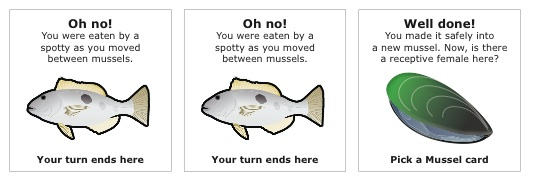 Oh no!
You were eaten by a
spotty as you moved
between mussels.
Your turn ends here
Oh no!
You were eaten by a
spotty as you moved
between mussels.
Your turn ends here
Well done!
You made it safely into
a new mussel. Now, is there
a receptive female here?
Pick a Mussel card